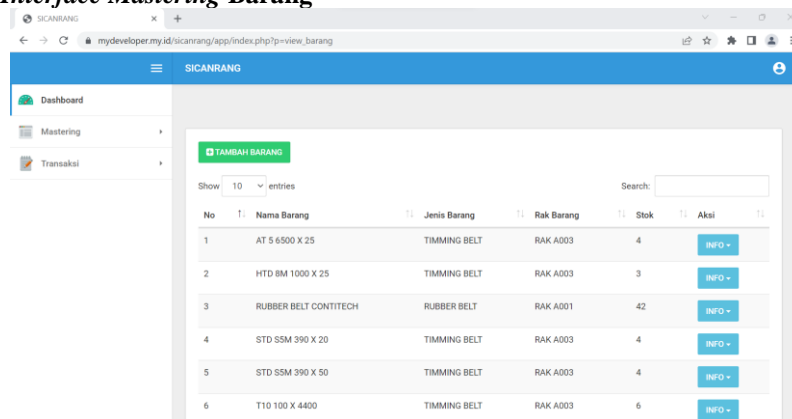 Interface Mastering Barang
SICANRANG
mydeveloper.my.id/sicanrang/app/index.php?p=view_barang
SICANRANG
Dashboard
Mastering
Transaksi
TAMBAH BARANG
Show 10 entries
Search:
No Nama Barang Jenis Barang Rak Barang Stok Aksi
1 AT 5 6500 X 25 TIMMING BELT RAK A003 4 INFO
2 HTD 8M 1000 X 25 TIMMING BELT RAK A003 3 INFO
3 RUBBER BELT CONTITECH RUBBER BELT RAK A001 42 INFO
4 STD S5M 390 X 20 TIMMING BELT RAK A003 4 INFO
5 STD S5M 390 X 50 TIMMING BELT RAK A003 4 INFO
6 T10 100 X 4400 TIMMING BELT RAK A003 6 INFO